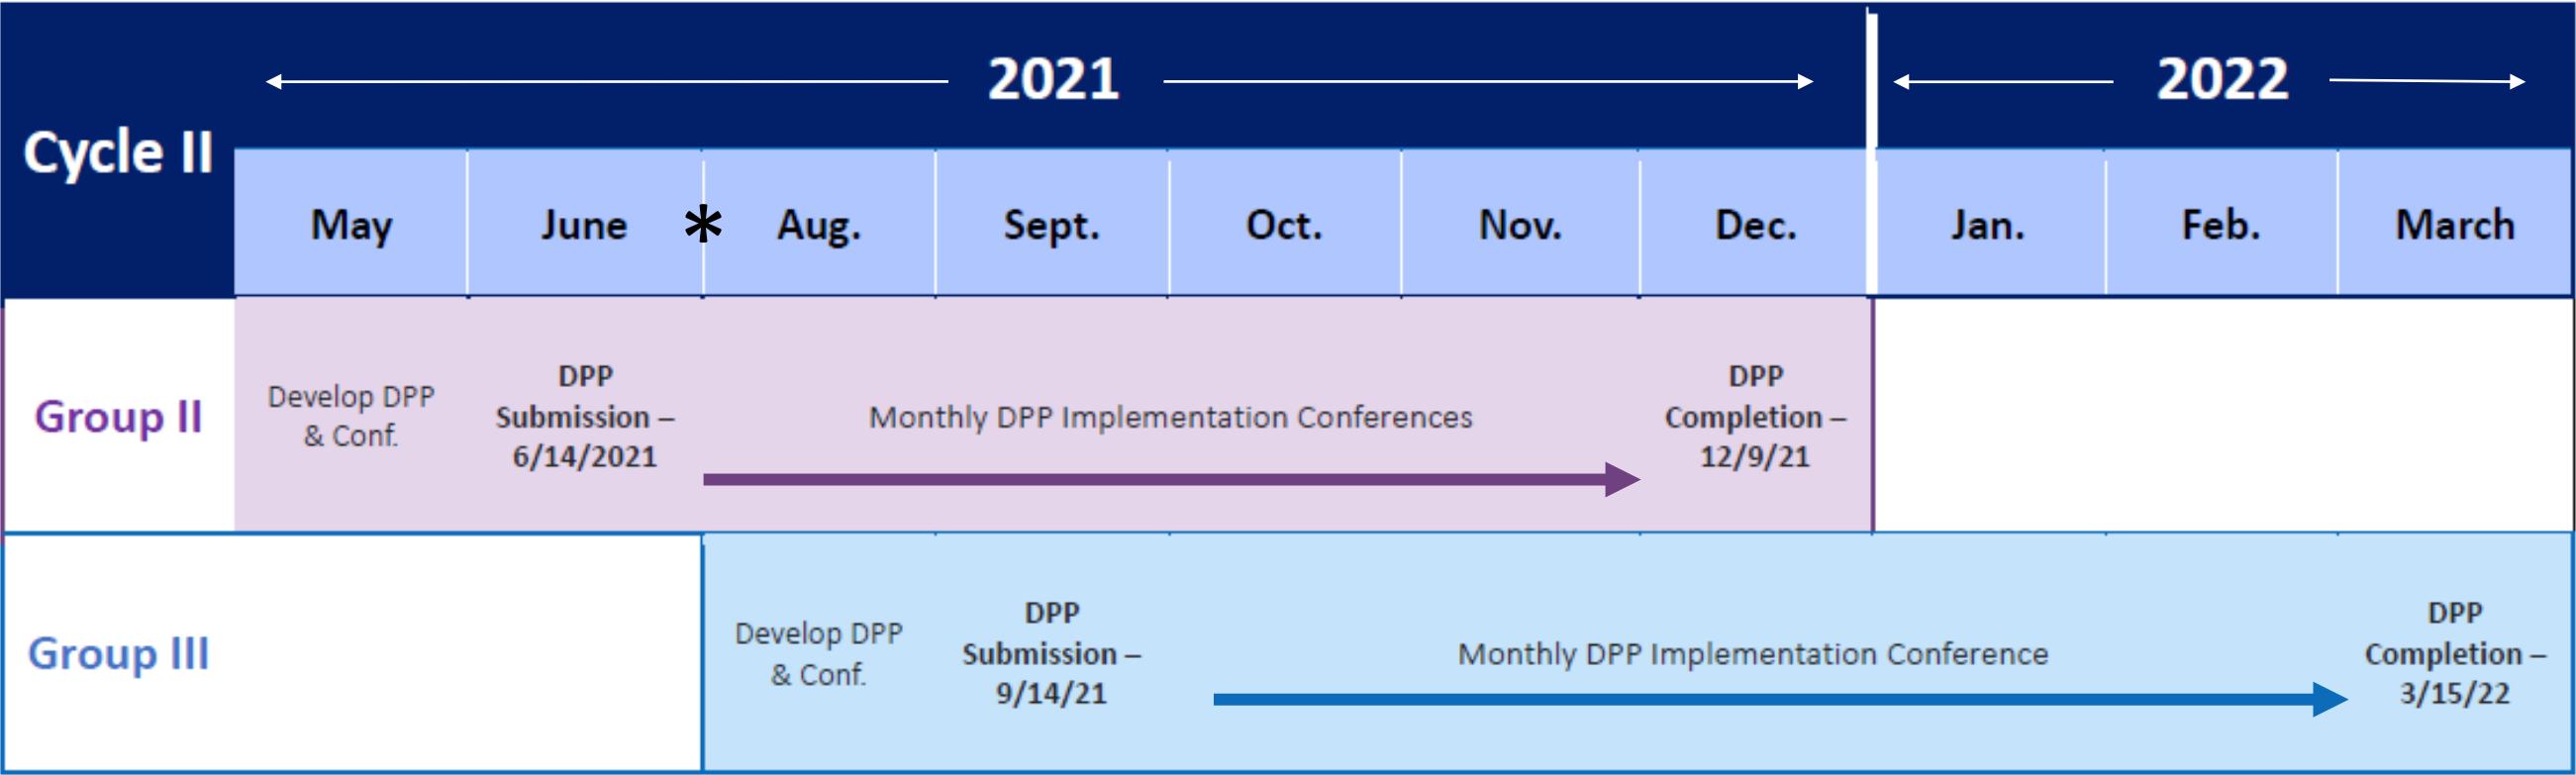 2021
2022
Cycle II
May
June
*
Aug.
Sept.
Oct.
Nov.
Dec.
Jan.
Feb.
March
Group II
Develop DPP
& Conf.
DPP
Submission –
6/14/2021
Monthly DPP Implementation Conferences
DPP
Completion –
12/9/21
Group III
Develop DPP
& Conf.
DPP
Submission –
9/14/21
Monthly DPP Implementation Conference
DPP
Completion –
3/15/22